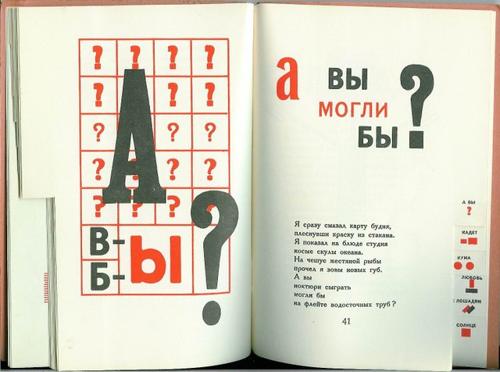 ? ? ? ?
? ? ?
? ? ?
? ? ?
? ? ? ?
А
В-
Б-
Ы
?
а ВЫ
МОГЛИ
БЫ ?
Я сразу смазал карту будня,
плеснувши краску из стакана.
Я показал на блюде студня
косые скулы океана.
На чешуе жестяной рыбы
прочел я зовы новых губ.
А вы
ноктюрн сыграть
могли бы
на флейте водосточных труб?
41
А ВЫ
?
КАДЕТ
КУМА
ЛЮБОВЬ
ЛОШАДЯМ
СОЛНЦЕ